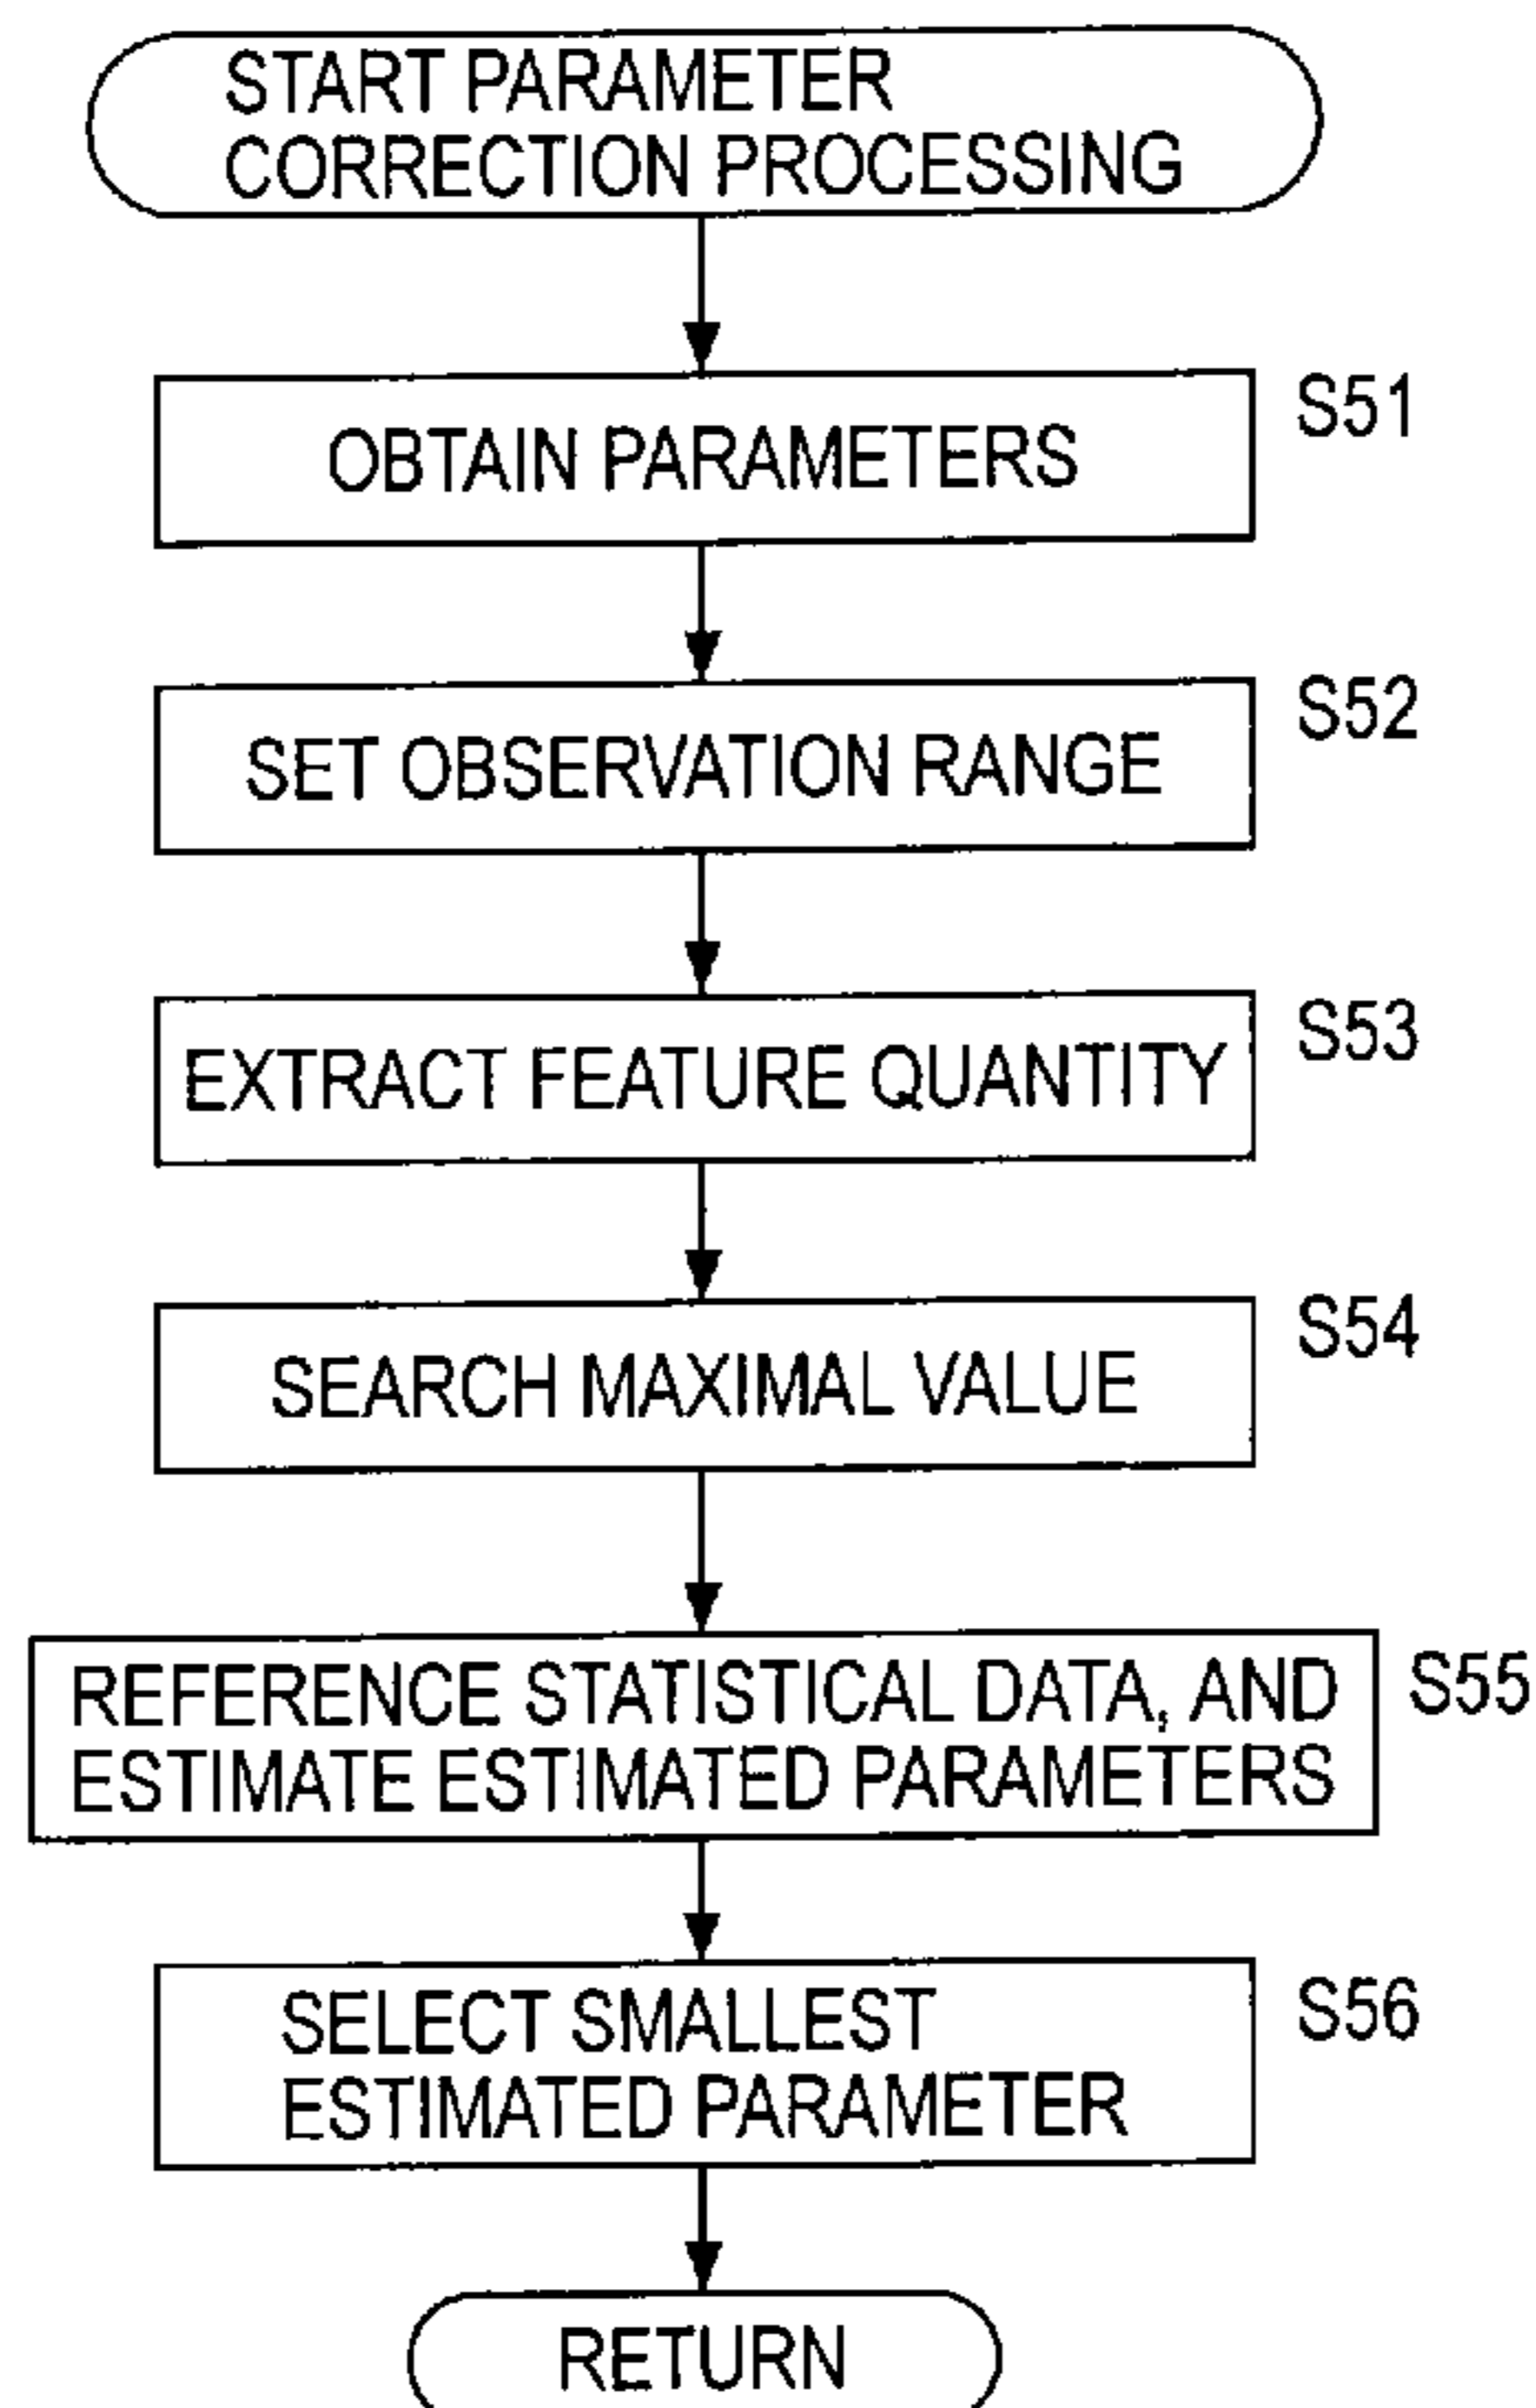 START PARAMETER
CORRECTION PROCESSING
OBTAIN PARAMETERS
S51
SET OBSERVATION RANGE
S52
EXTRACT FEATURE QUANTITY
S53
SEARCH MAXIMAL VALUE
S54
REFERENCE STATISTICAL DATA, AND
ESTIMATE ESTIMATED PARAMETERS
S55
SELECT SMALLEST
ESTIMATED PARAMETER
S56
RETURN